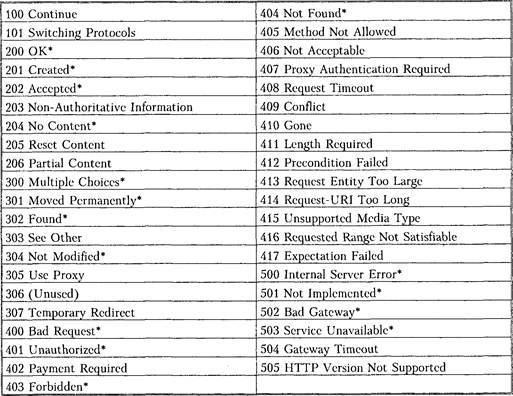 100 Continue
101 Switching Protocols
200 OK*
201 Created*
202 Accepted*
203 Non-Authoritative Information
204 No Content*
205 Reset Content
206 Partial Content
300 Multiple Choices*
301 Moved Permanently*
302 Found*
303 See Other
304 Not Modified*
305 Use Proxy
306 (Unused)
307 Temporary Redirect
400 Bad Request*
401 Unauthorized*
402 Payment Required
403 Forbidden*
404 Not Found*
405 Method Not Allowed
406 Not Acceptable
407 Proxy Authentication Required
408 Request Timeout
409 Conflict
410 Gone
411 Length Required
412 Precondition Failed
413 Request Entity Too Large
414 Request-URI Too Long
415 Unsupported Media Type
416 Requested Range Not Satisfiable
417 Expectation Failed
500 Internal Server Error*
501 Not Implemented*
502 Bad Gateway*
503 Service Unavailable*
504 Gateway Timeout
505 HTTP Version Not Supported